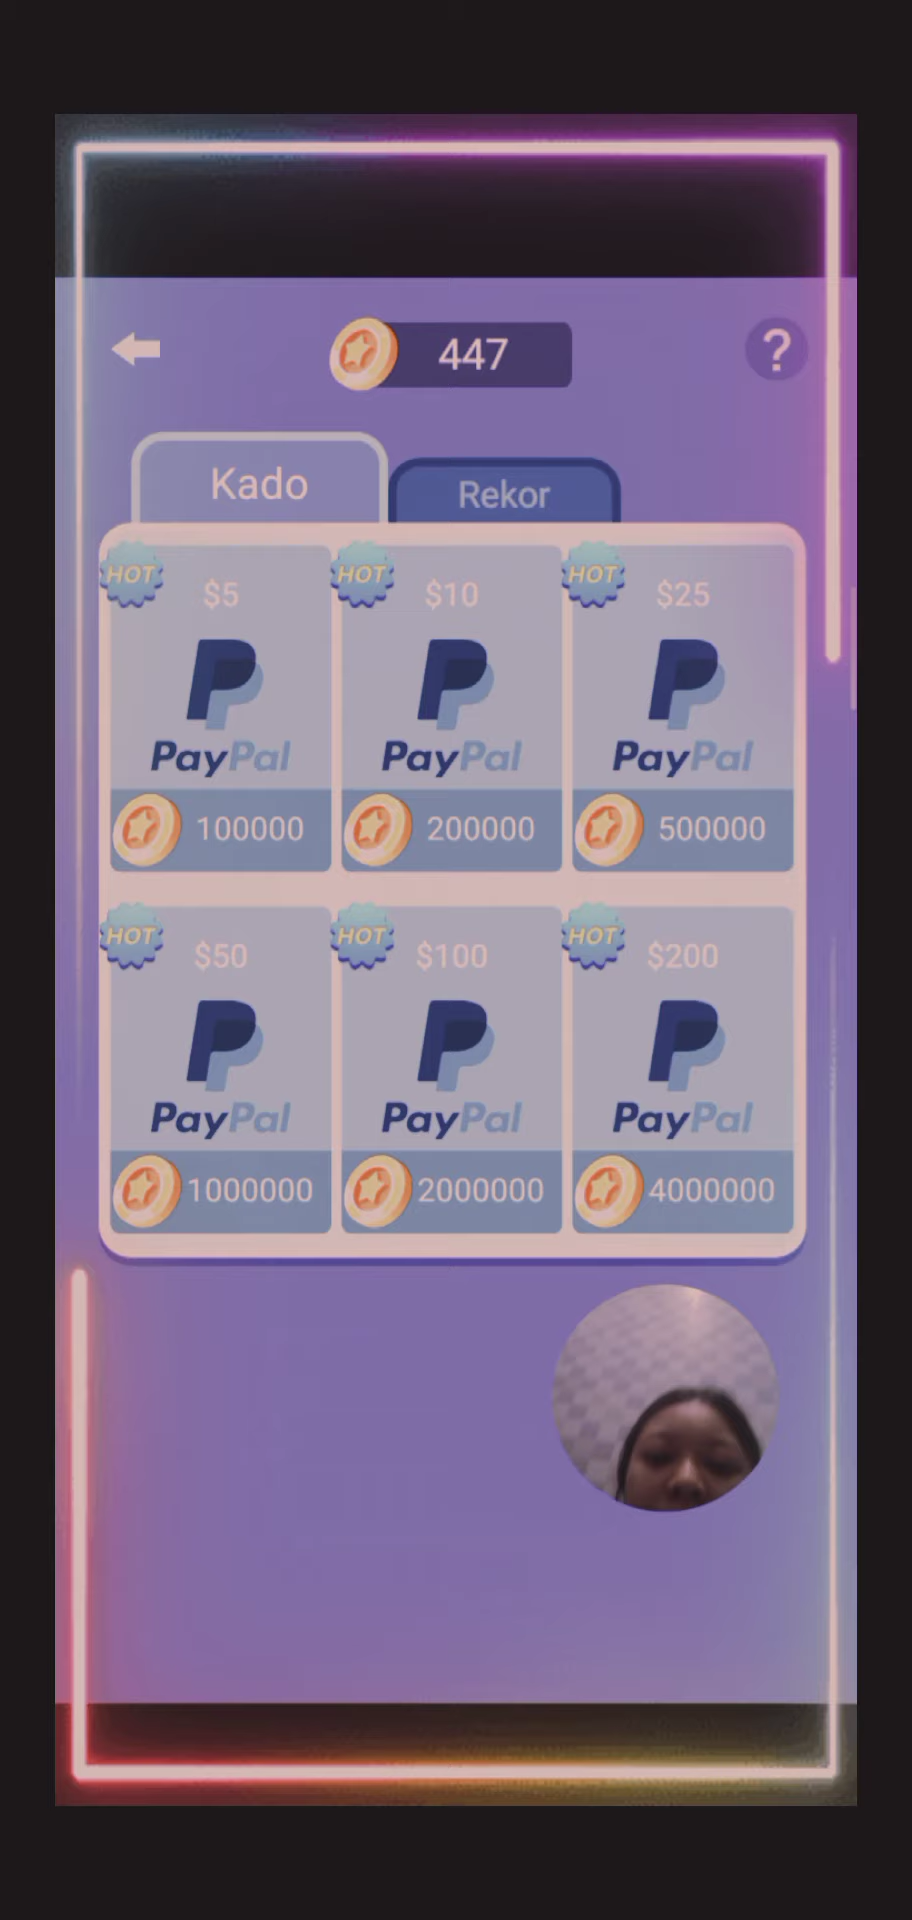 447
?
Kado
Rekor
HOT
$5
HOT
$10
HOT
$25
PayPal
PayPal
PayPal
100000
200000
500000
HOT
$50
HOT
$100
HOT
$200
PayPal
PayPal
PayPal
1000000
2000000
4000000